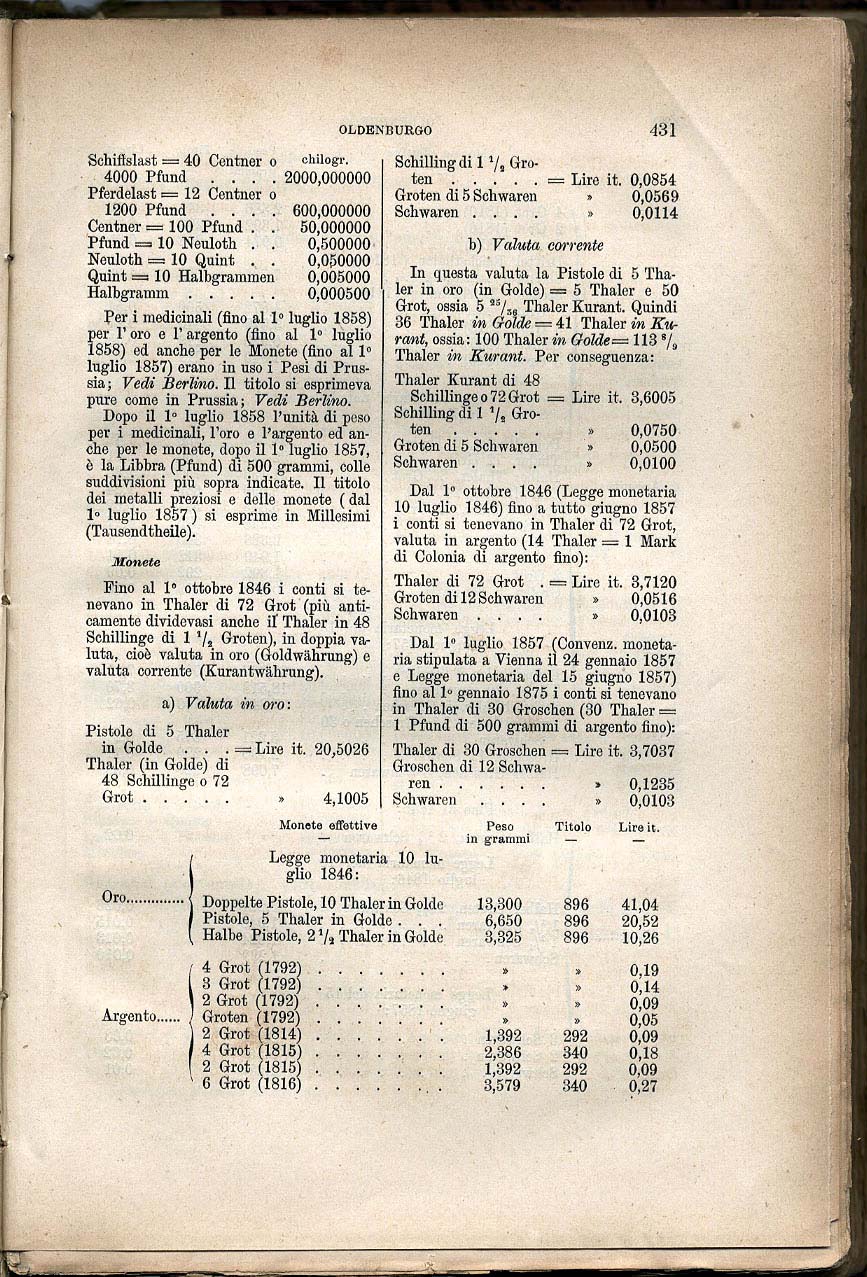 OLDENBURGO 431
Schiffslast = 40 Centner o chilogr.
4000 Pfund . . . . 2000,000000
Pferdelast = 12 Centner o
1200 Pfund . . . . 600,000000
Centner = 100 Pfund . . 50,000000
Pfund = 10 Neuloth . . 0,500000
Neuloth = 10 Quint . . 0,050000
Quint = 10 Halbgrammen 0,005000
Halbgramm . . . . . 0,000500
Per i medicinali (fino al 1º luglio 1858)
per l'oro e l'argento (fino al 1º luglio
1858) ed anche per le Monete (fino al 1º
luglio 1857) erano in uso i Pesi di Prus-
sia; Vedi Berlino. Il titolo si esprimeva
pure come in Prussia; Vedi Berlino.
Dopo il 1º luglio 1858 l'unità di peso
per i medicinali, l'oro e l'argento ed an-
che per le monete, dopo il 1º luglio 1857,
è la Libbra (Pfund) di 500 grammi, colle
suddivisioni più sopra indicate. Il titolo
dei metalli preziosi e delle monete (dal
1º luglio 1857) si esprime in Millesimi
(Tausendtheile).
Monete
Fino al 1º ottobre 1846 i conti si te-
nevano in Thaler di 72 Grot (più anti-
camente dividevasi anche il Thaler in 48
Schillinge di 1 1/2 Groten), in doppia va-
luta, cioè valuta in oro (Goldwährung) e
valuta corrente (Kurantwährung).
a) Valuta in oro:
Pistole di 5 Thaler
in Golde . . . = Lire it. 20,5026
Thaler (in Golde) di
48 Schillinge o 72
Grot . . . . . » 4,1005
Schilling di 1 1/2 Gro-
ten . . . . . = Lire it. 0,0854
Groten di 5 Schwaren » 0,0569
Schwaren . . . . » 0,0114
b) Valuta corrente
In questa valuta la Pistole di 5 Tha-
ler in oro (in Golde) = 5 Thaler e 50
Grot, ossia 5 25/36 Thaler Kurant. Quindi
36 Thaler in Golde = 41 Thaler in Ku-
rant, ossia: 100 Thaler in Golde = 113 8/9
Thaler in Kurant. Per conseguenza:
Thaler Kurant di 48
Schillinge o 72 Grot = Lire it. 3,6005
Schilling di 1 1/2 Gro-
ten . . . . . » 0,0750
Groten di 5 Schwaren » 0,0500
Schwaren . . . . » 0,0100
Dal 1º ottobre 1846 (Legge monetaria
10 luglio 1846) fino a tutto giugno 1857
i conti si tenevano in Thaler di 72 Grot,
valuta in argento (14 Thaler = 1 Mark
di Colonia di argento fino):
Thaler di 72 Grot . = Lire it. 3,7120
Groten di 12 Schwaren » 0,0516
Schwaren . . . . » 0,0103
Dal 1º luglio 1857 (Convenz. moneta-
ria stipulata a Vienna il 24 gennaio 1857
e Legge monetaria del 15 giugno 1857)
fino al 1º gennaio 1875 i conti si tenevano
in Thaler di 30 Groschen (30 Thaler =
1 Pfund di 500 grammi di argento fino):
Thaler di 30 Groschen = Lire it. 3,7037
Groschen di 12 Schwa-
ren . . . . . . » 0,1235
Schwaren . . . . » 0,0103
Monete effettive Peso in grammi Titolo Lire it.
Legge monetaria 10 lu-
glio 1846:
Oro..............
Doppelte Pistole, 10 Thaler in Golde 13,300 896 41,04
Pistole, 5 Thaler in Golde . . . 6,650 896 20,52
Halbe Pistole, 2 1/2 Thaler in Golde 3,325 896 10,26
Argento......
4 Grot (1792) . . . . . . . » » 0,19
3 Grot (1792) . . . . . . . » » 0,14
2 Grot (1792) . . . . . . . » » 0,09
Groten (1792) . . . . . . . » » 0,05
2 Grot (1814) . . . . . . . 1,392 292 0,09
4 Grot (1815) . . . . . . . 2,386 340 0,18
2 Grot (1815) . . . . . . . 1,392 292 0,09
6 Grot (1816) . . . . . . . 3,579 340 0,27